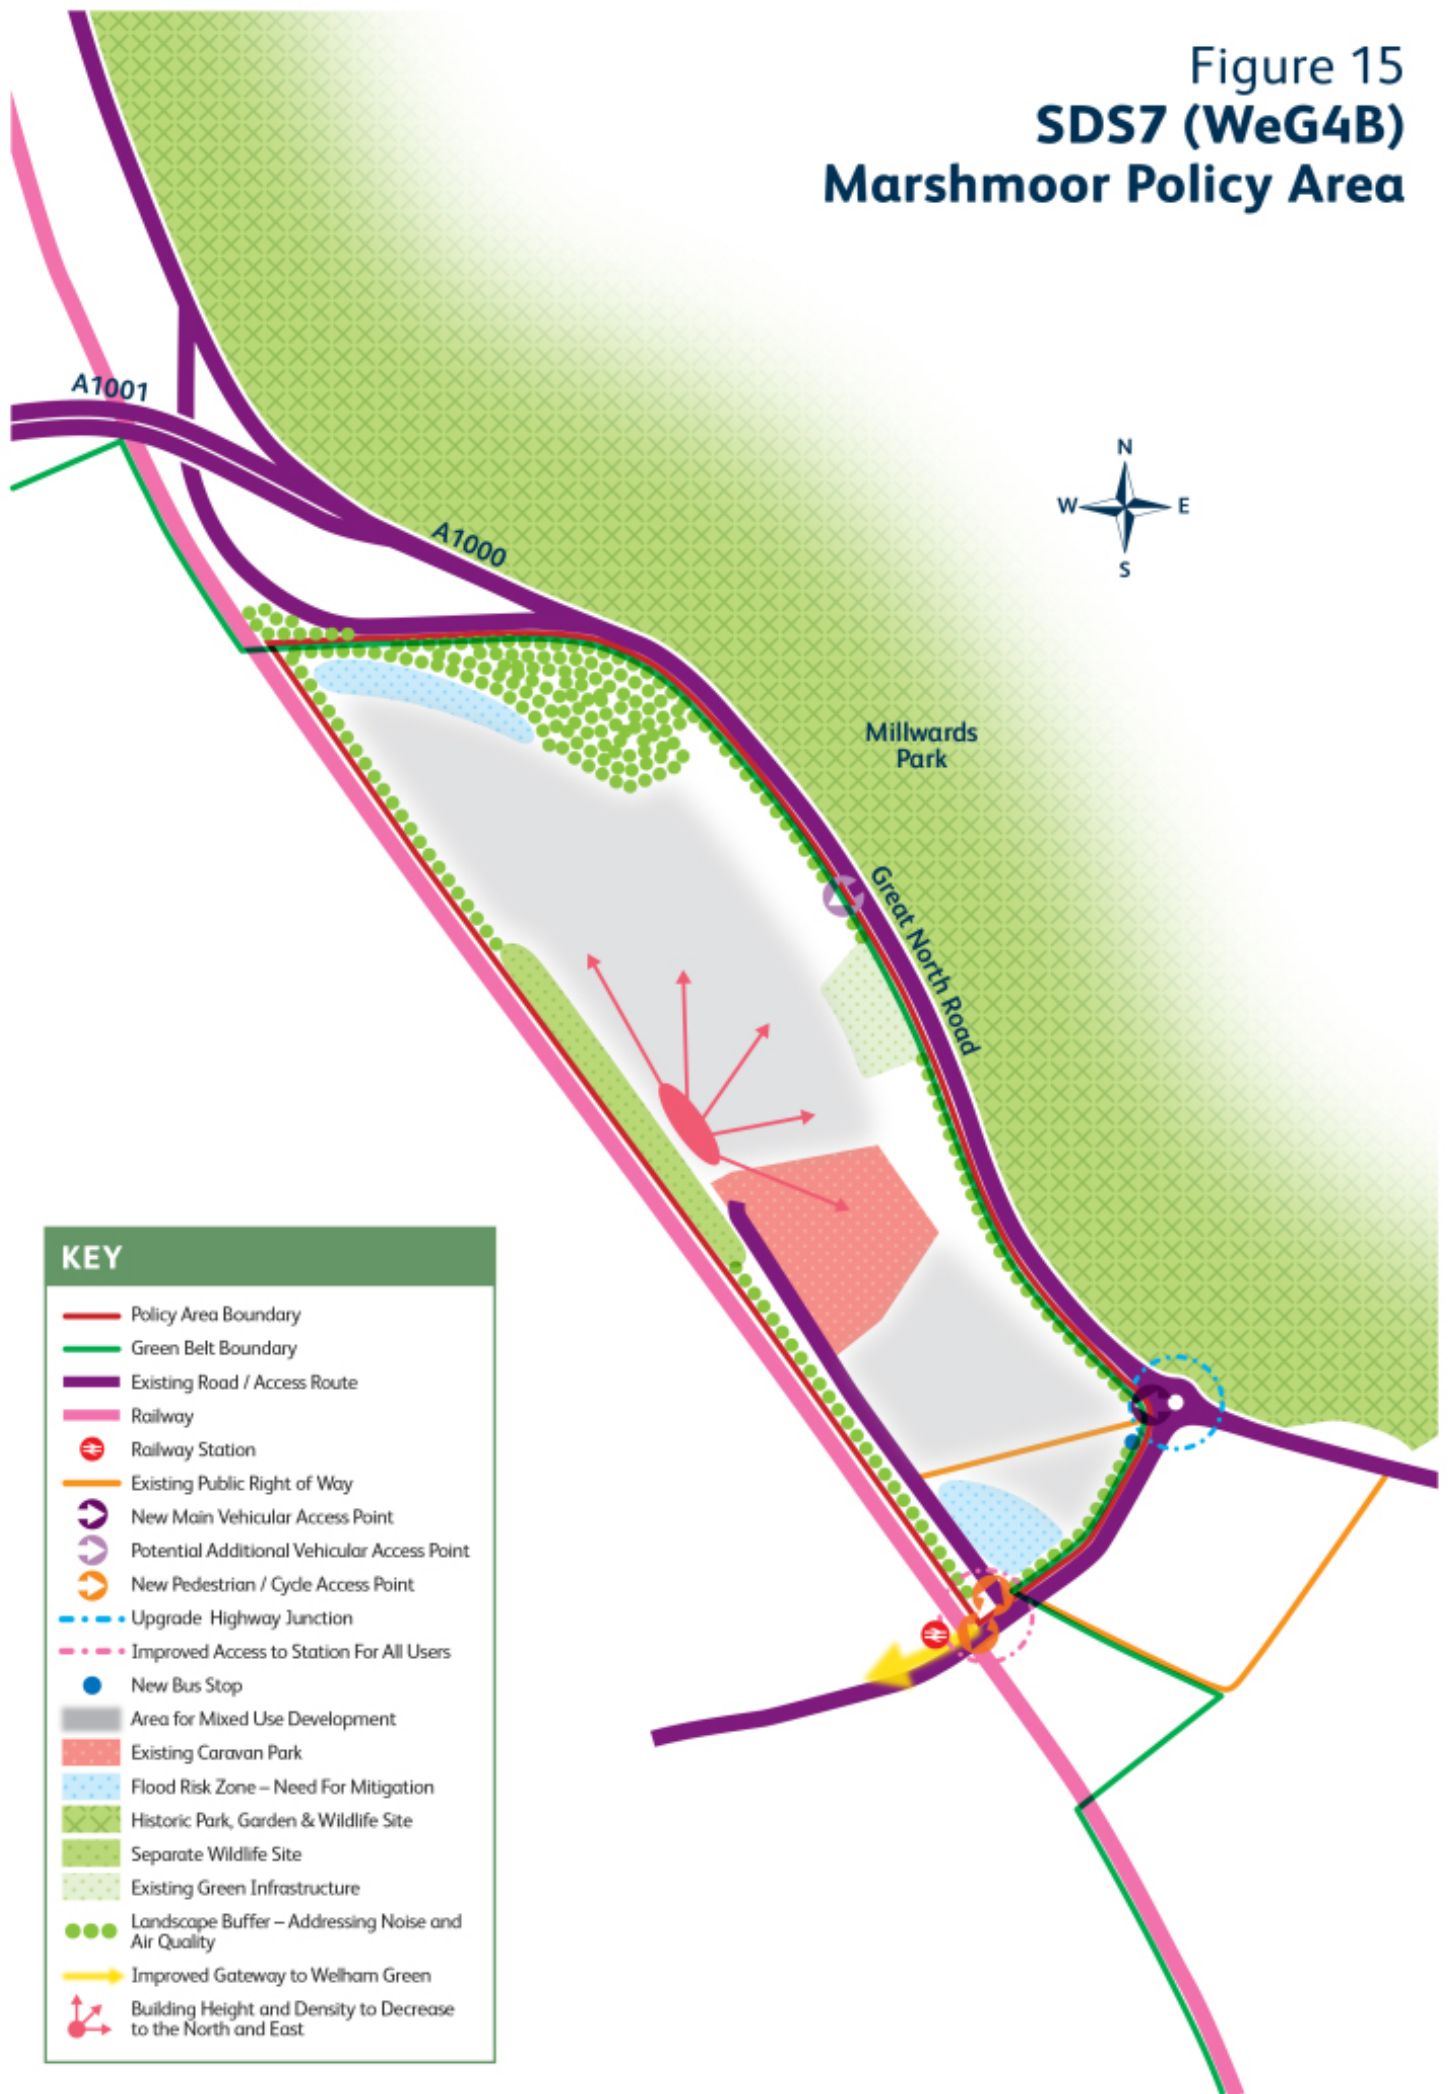 Figure 15
SDS7 (WeG4B)
Marshmoor Policy Area
A1001
N
W
E
S
A1000
Millwards
Park
Great North Road
KEY
Policy Area Boundary
Green Belt Boundary
Existing Road / Access Route
Railway
Railway Station
Existing Public Right of Way
New Main Vehicular Access Point
Potential Additional Vehicular Access Point
New Pedestrian / Cycle Access Point
Upgrade Highway Junction
Improved Access to Station For All Users
New Bus Stop
Area for Mixed Use Development
Existing Caravan Park
Flood Risk Zone – Need For Mitigation
Historic Park, Garden & Wildlife Site
Separate Wildlife Site
Existing Green Infrastructure
Landscape Buffer – Addressing Noise and
Air Quality
Improved Gateway to Welham Green
Building Height and Density to Decrease
to the North and East